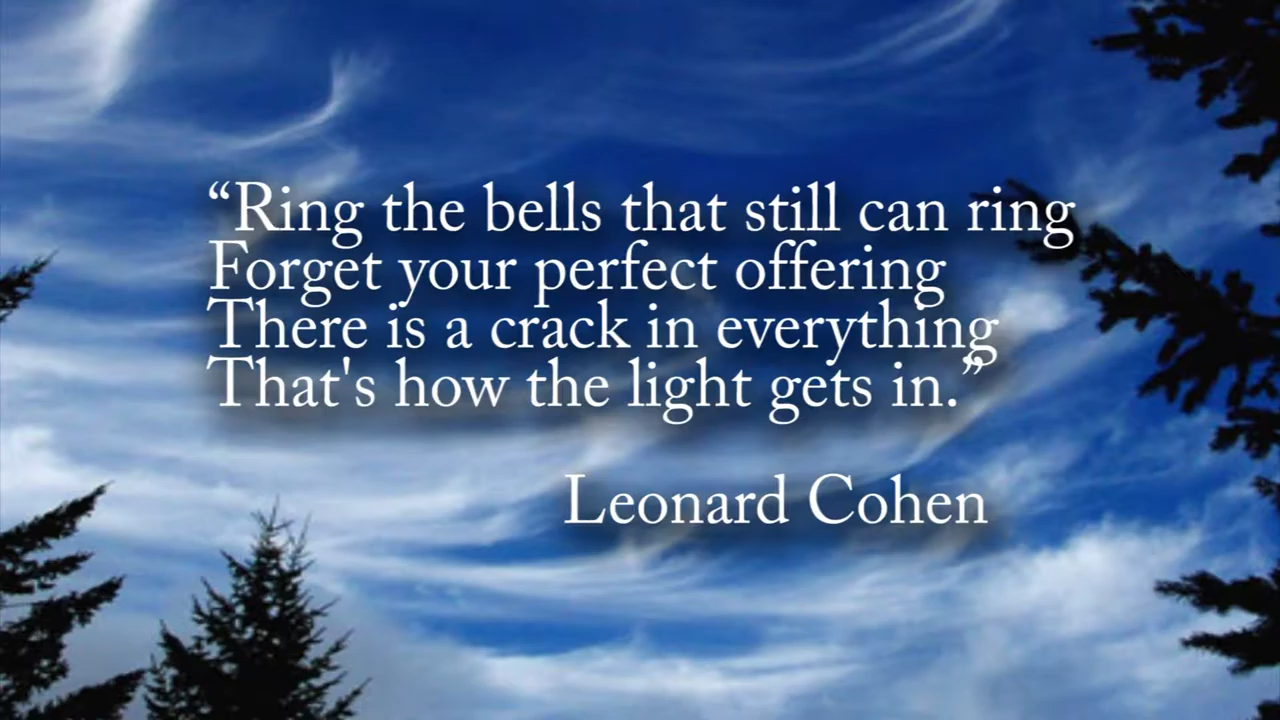 “Ring the bells that still can ring
Forget your perfect offering
There is a crack in everything
That's how the light gets in.”
Leonard Cohen